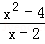 x² − 4
x − 2